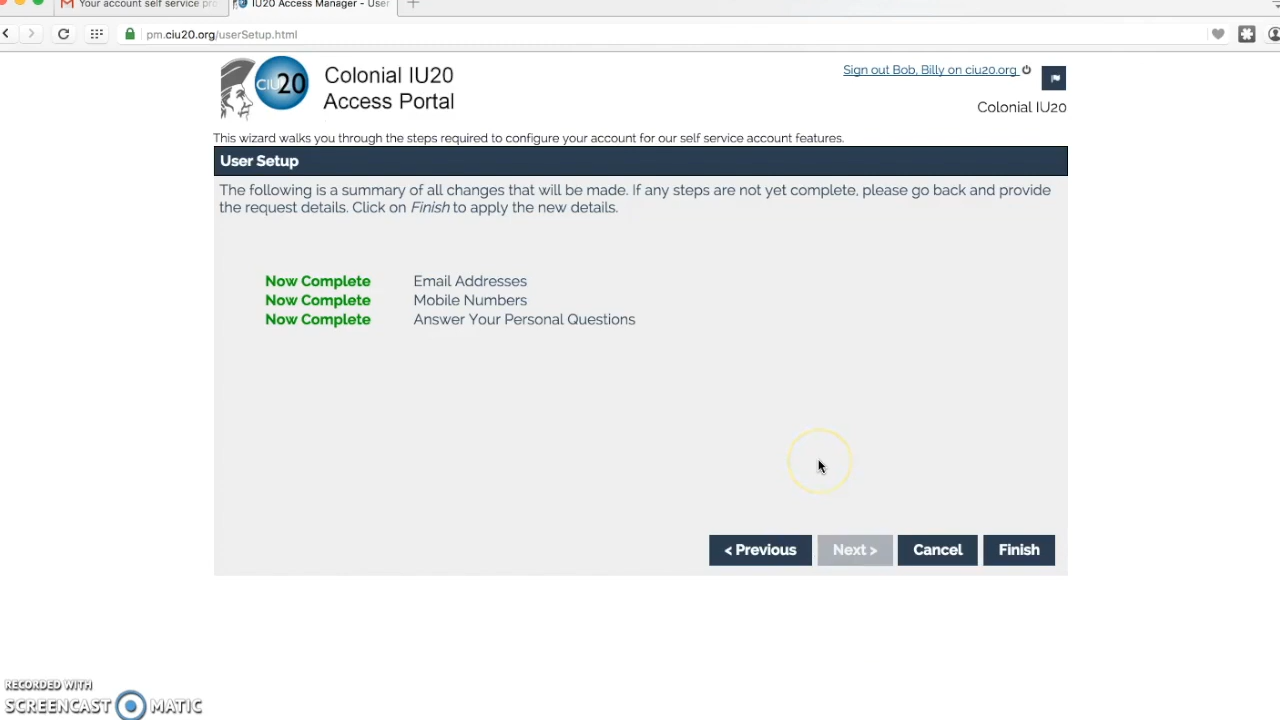 Your account self service pro
IU20 Access Manager - User
pm.ciu20.org/userSetup.html
CIU20
Colonial IU20
Access Portal
Sign out Bob, Billy on ciu20.org
Colonial IU20
This wizard walks you through the steps required to configure your account for our self service account features.
User Setup
The following is a summary of all changes that will be made. If any steps are not yet complete, please go back and provide
the request details. Click on Finish to apply the new details.
Now Complete Email Addresses
Now Complete Mobile Numbers
Now Complete Answer Your Personal Questions
< Previous Next > Cancel Finish
RECORDED WITH
SCREENCAST MATIC